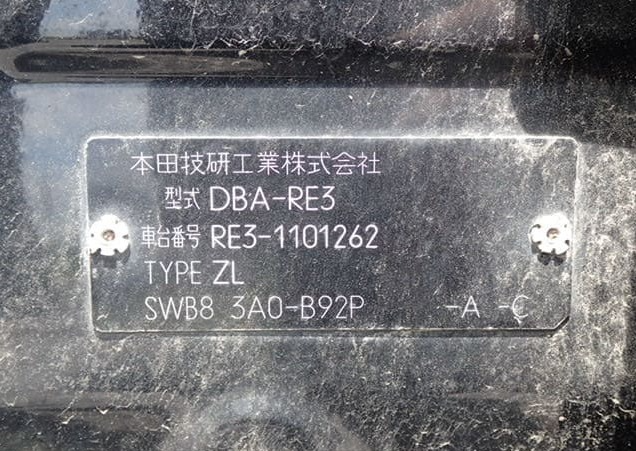 本田技研工業株式会社
型式 DBA-RE3
車台番号 RE3-1101262
TYPE ZL
SWB8 3A0-B92P -A -C